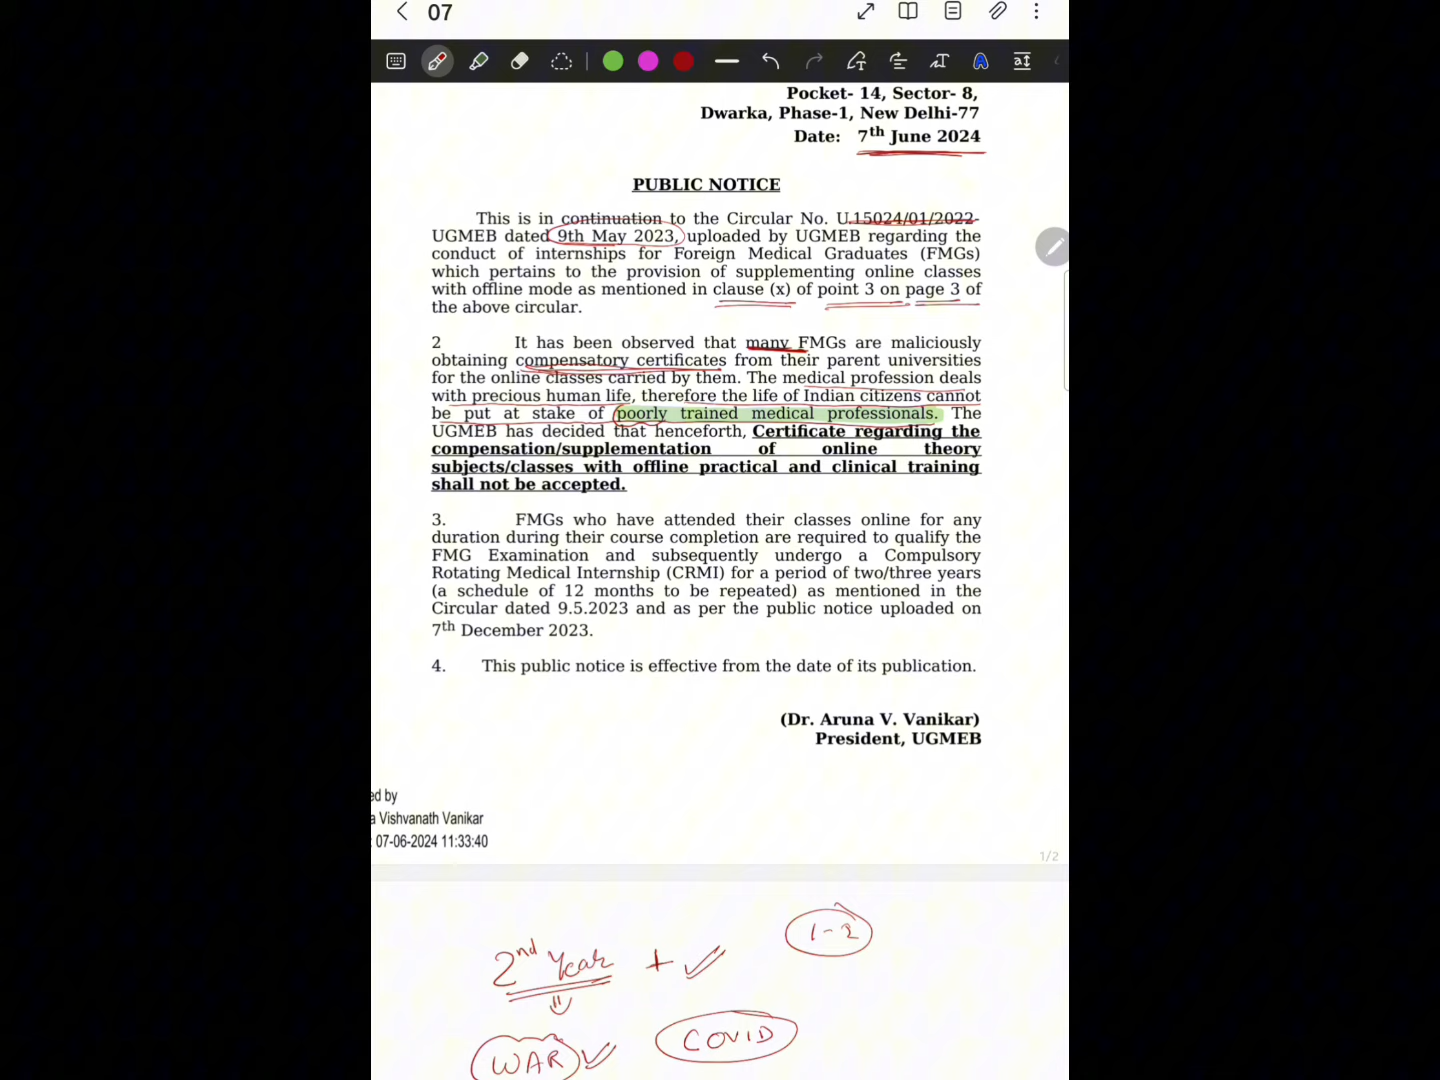 07
Pocket- 14, Sector- 8,
Dwarka, Phase-1, New Delhi-77
Date: 7th June 2024
PUBLIC NOTICE
This is in continuation to the Circular No. U.15024/01/2022-
UGMEB dated 9th May 2023, uploaded by UGMEB regarding the
conduct of internships for Foreign Medical Graduates (FMGs)
which pertains to the provision of supplementing online classes
with offline mode as mentioned in clause (x) of point 3 on page 3 of
the above circular.
2 It has been observed that many FMGs are maliciously
obtaining compensatory certificates from their parent universities
for the online classes carried by them. The medical profession deals
with precious human life, therefore the life of Indian citizens cannot
be put at stake of poorly trained medical professionals. The
UGMEB has decided that henceforth, Certificate regarding the
compensation/supplementation of online theory
subjects/classes with offline practical and clinical training
shall not be accepted.
3. FMGs who have attended their classes online for any
duration during their course completion are required to qualify the
FMG Examination and subsequently undergo a Compulsory
Rotating Medical Internship (CRMI) for a period of two/three years
(a schedule of 12 months to be repeated) as mentioned in the
Circular dated 9.5.2023 and as per the public notice uploaded on
7th December 2023.
4. This public notice is effective from the date of its publication.
(Dr. Aruna V. Vanikar)
President, UGMEB
ed by
a Vishvanath Vanikar
: 07-06-2024 11:33:40
1/2
1-2
2nd Year +
COVID
WAR